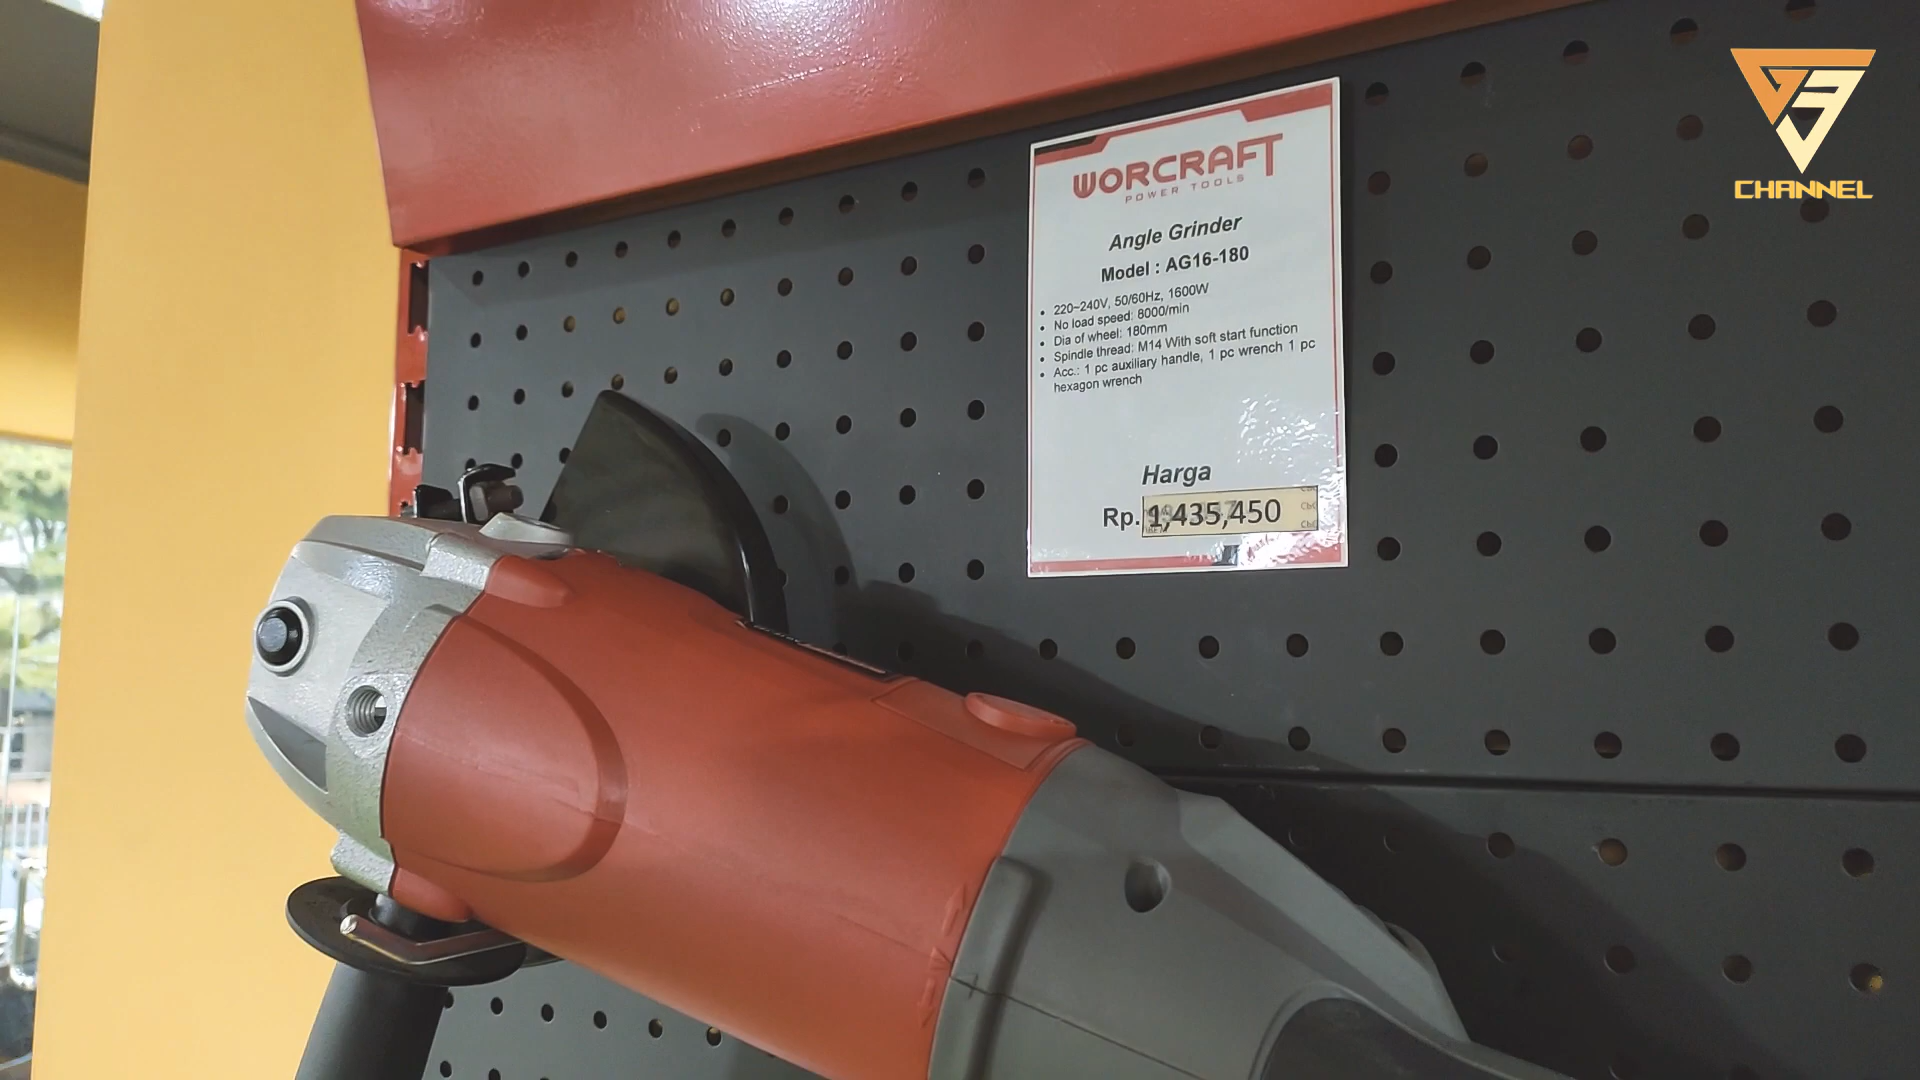 WORCRAFT
POWER TOOLS
Angle Grinder
Model : AG16-180
• 220~240V, 50/60Hz, 1600W
• No load speed: 8000/min
• Dia of wheel: 180mm
• Spindle thread: M14 With soft start function
• Acc.: 1 pc auxiliary handle, 1 pc wrench 1 pc
hexagon wrench
Harga
Rp. 1,435,450
CHANNEL